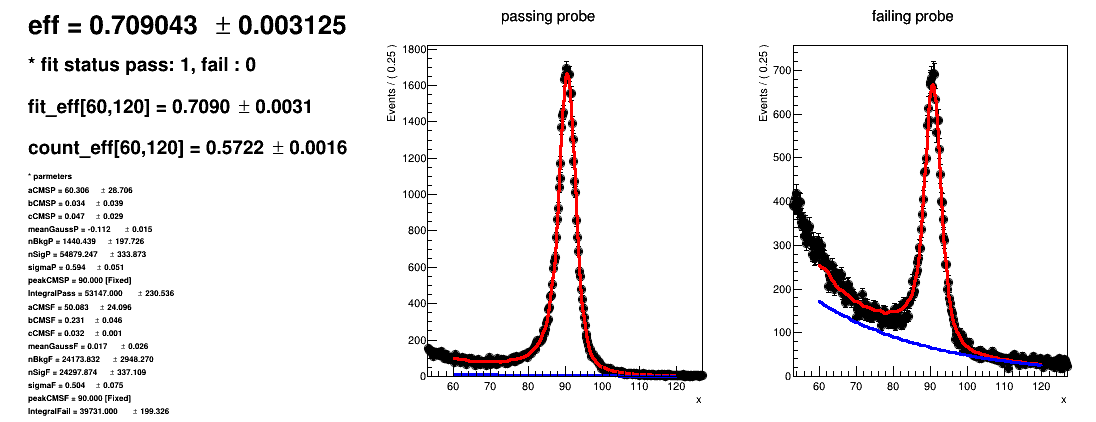 eff = 0.709043 ± 0.003125
* fit status pass: 1, fail : 0
fit_eff[60,120] = 0.7090 ± 0.0031
count_eff[60,120] = 0.5722 ± 0.0016
* parmeters
aCMSP = 60.306 ± 28.706
bCMSP = 0.034 ± 0.039
cCMSP = 0.047 ± 0.029
meanGaussP = -0.112 ± 0.015
nBkgP = 1440.439 ± 197.726
nSigP = 54879.247 ± 333.873
sigmaP = 0.594 ± 0.051
peakCMSP = 90.000 [Fixed]
IntegralPass = 53147.000 ± 230.536
aCMSF = 50.083 ± 24.096
bCMSF = 0.231 ± 0.046
cCMSF = 0.032 ± 0.001
meanGaussF = 0.017 ± 0.026
nBkgF = 24173.832 ± 2948.270
nSigF = 24297.874 ± 337.109
sigmaF = 0.504 ± 0.075
peakCMSF = 90.000 [Fixed]
IntegralFail = 39731.000 ± 199.326
passing probe
Events / ( 0.25 )
1800
1600
1400
1200
1000
800
600
400
200
0
60 70 80 90 100 110 120
x
failing probe
Events / ( 0.25 )
700
600
500
400
300
200
100
0
60 70 80 90 100 110 120
x